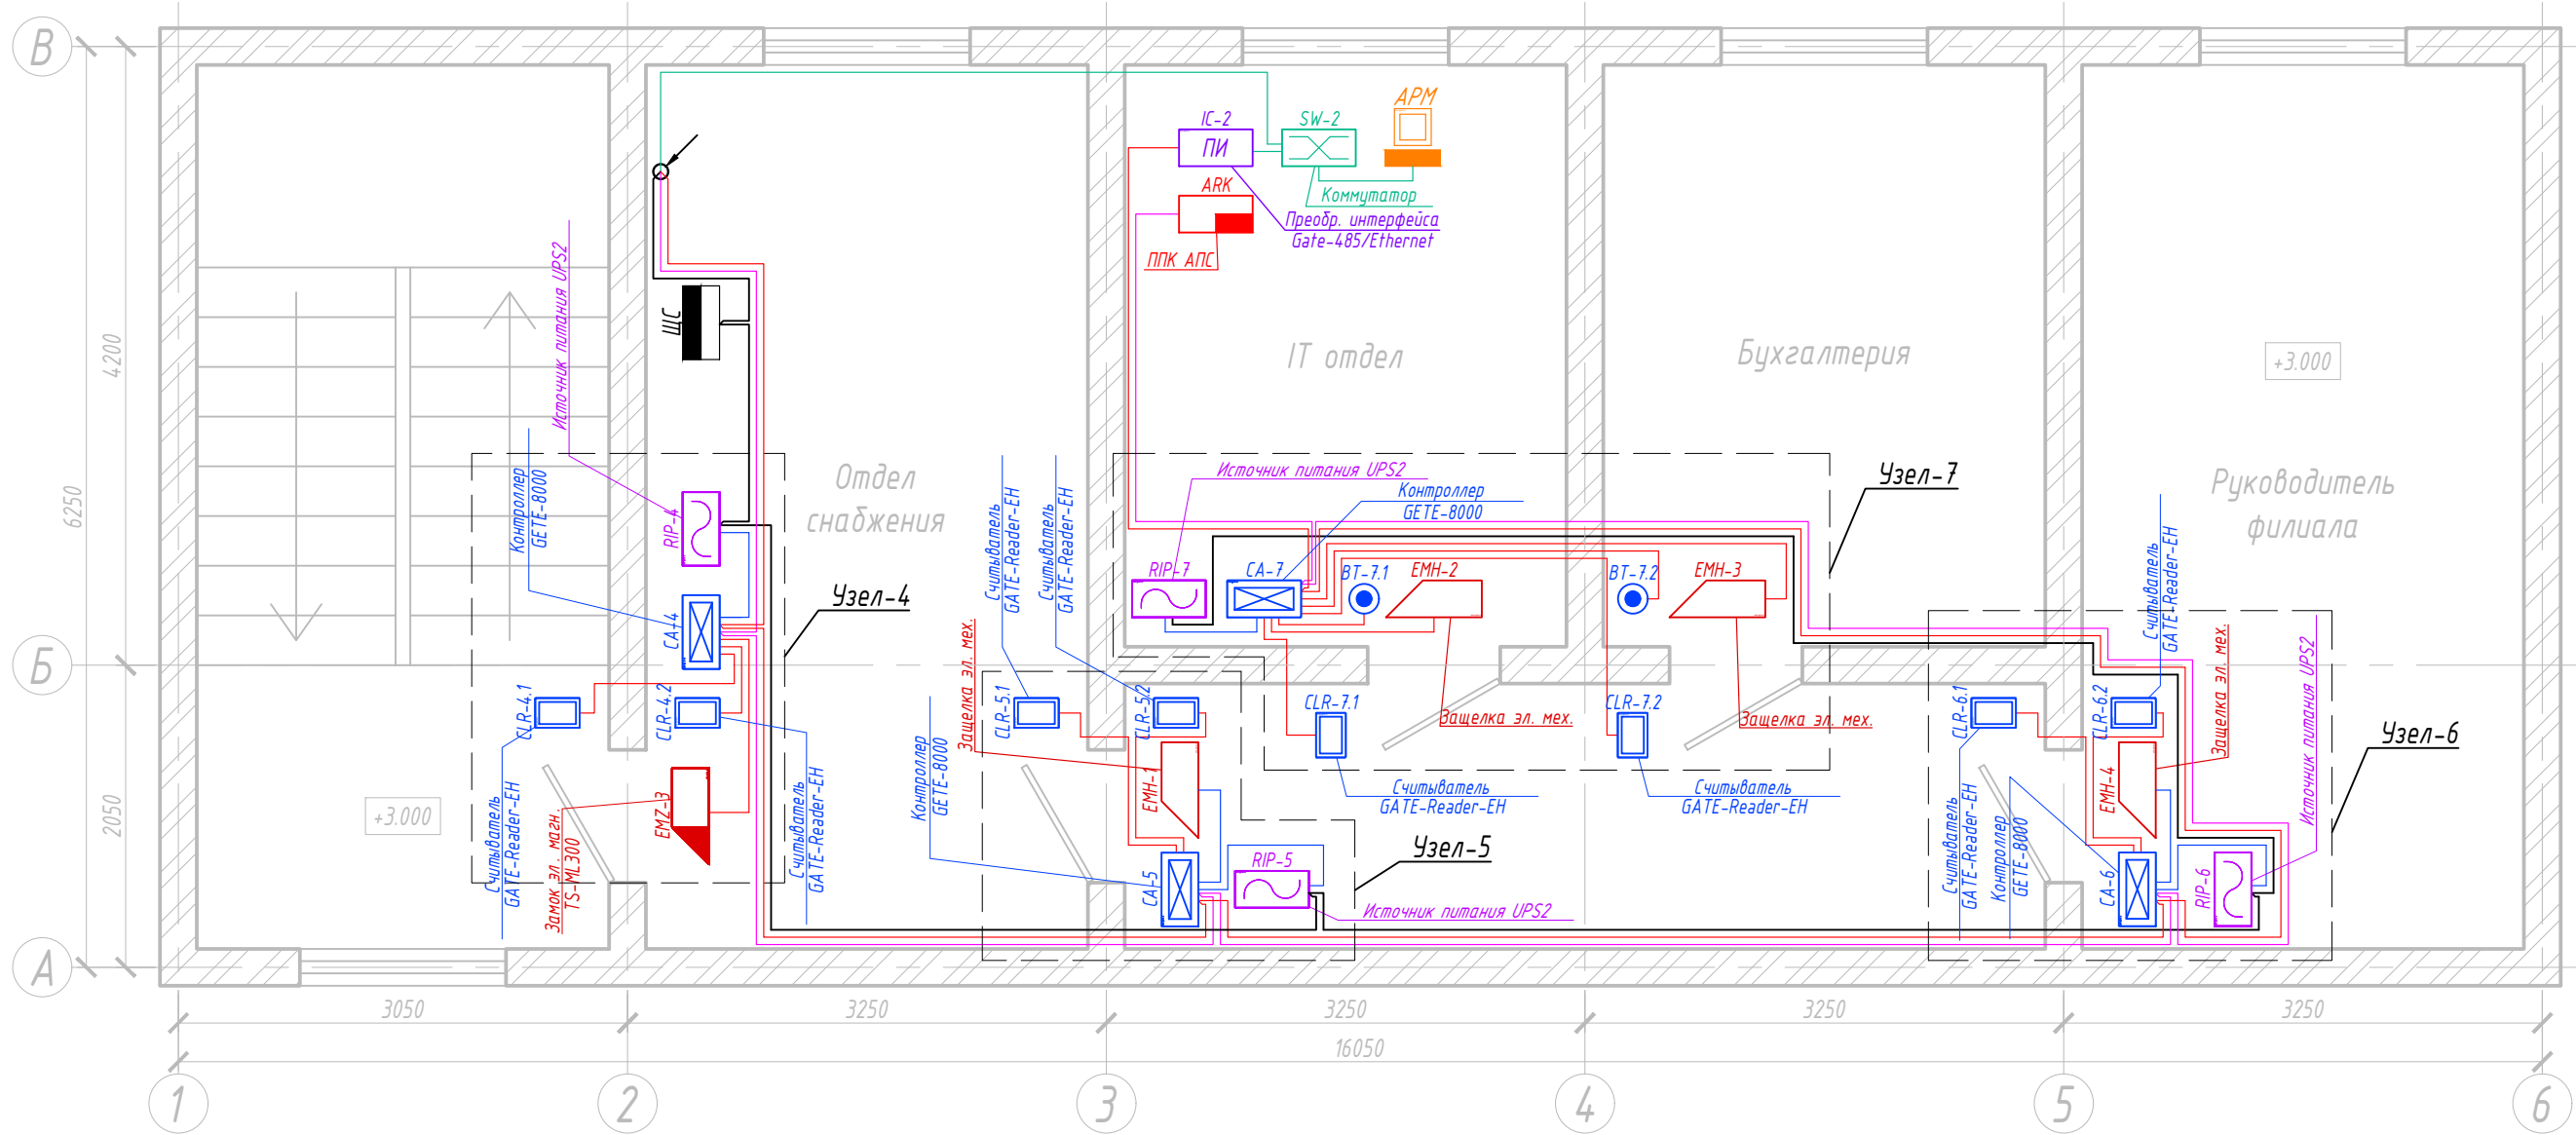 В
Б
А
4200
6250
2050
+3.000
ЩС
Источник питания UPS2
RIP-4
Контроллер
GETE-8000
CA-4
Узел-4
CLR-4.1
CLR-4.2
Считыватель
GATE-Reader-EH
Замок эл. магн.
TS-ML300
EMZ-3
Считыватель
GATE-Reader-EH
Отдел
снабжения
IC-2
ПИ
SW-2
АРМ
Коммутатор
ARK
Преобр. интерфейса
Gate-485/Ethernet
ППК АПС
IT отдел
Бухгалтерия
+3.000
Руководитель
филиала
Источник питания UPS2
Контроллер
GETE-8000
Узел-7
RIP-7
CA-7
BT-7.1
EMH-2
BT-7.2
EMH-3
CLR-7.1
Защелка эл. мех.
CLR-7.2
Защелка эл. мех.
Считыватель
GATE-Reader-EH
Считыватель
GATE-Reader-EH
Считыватель
GATE-Reader-EH
Считыватель
GATE-Reader-EH
Защелка эл. мех.
CLR-5.1
CLR-5.2
Контроллер
GETE-8000
EMH-1
CA-5
RIP-5
Узел-5
Источник питания UPS2
Считыватель
GATE-Reader-EH
Защелка эл. мех.
Источник питания UPS2
CLR-6.1
CLR-6.2
Узел-6
EMH-4
Считыватель
GATE-Reader-EH
Контроллер
GETE-8000
CA-6
RIP-6
3050
3250
3250
3250
3250
16050
1
2
3
4
5
6